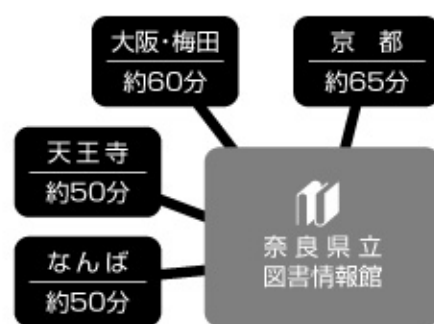 大阪・梅田
約60分
京都
約65分
天王寺
約50分
なんば
約50分
奈良県立
図書情報館